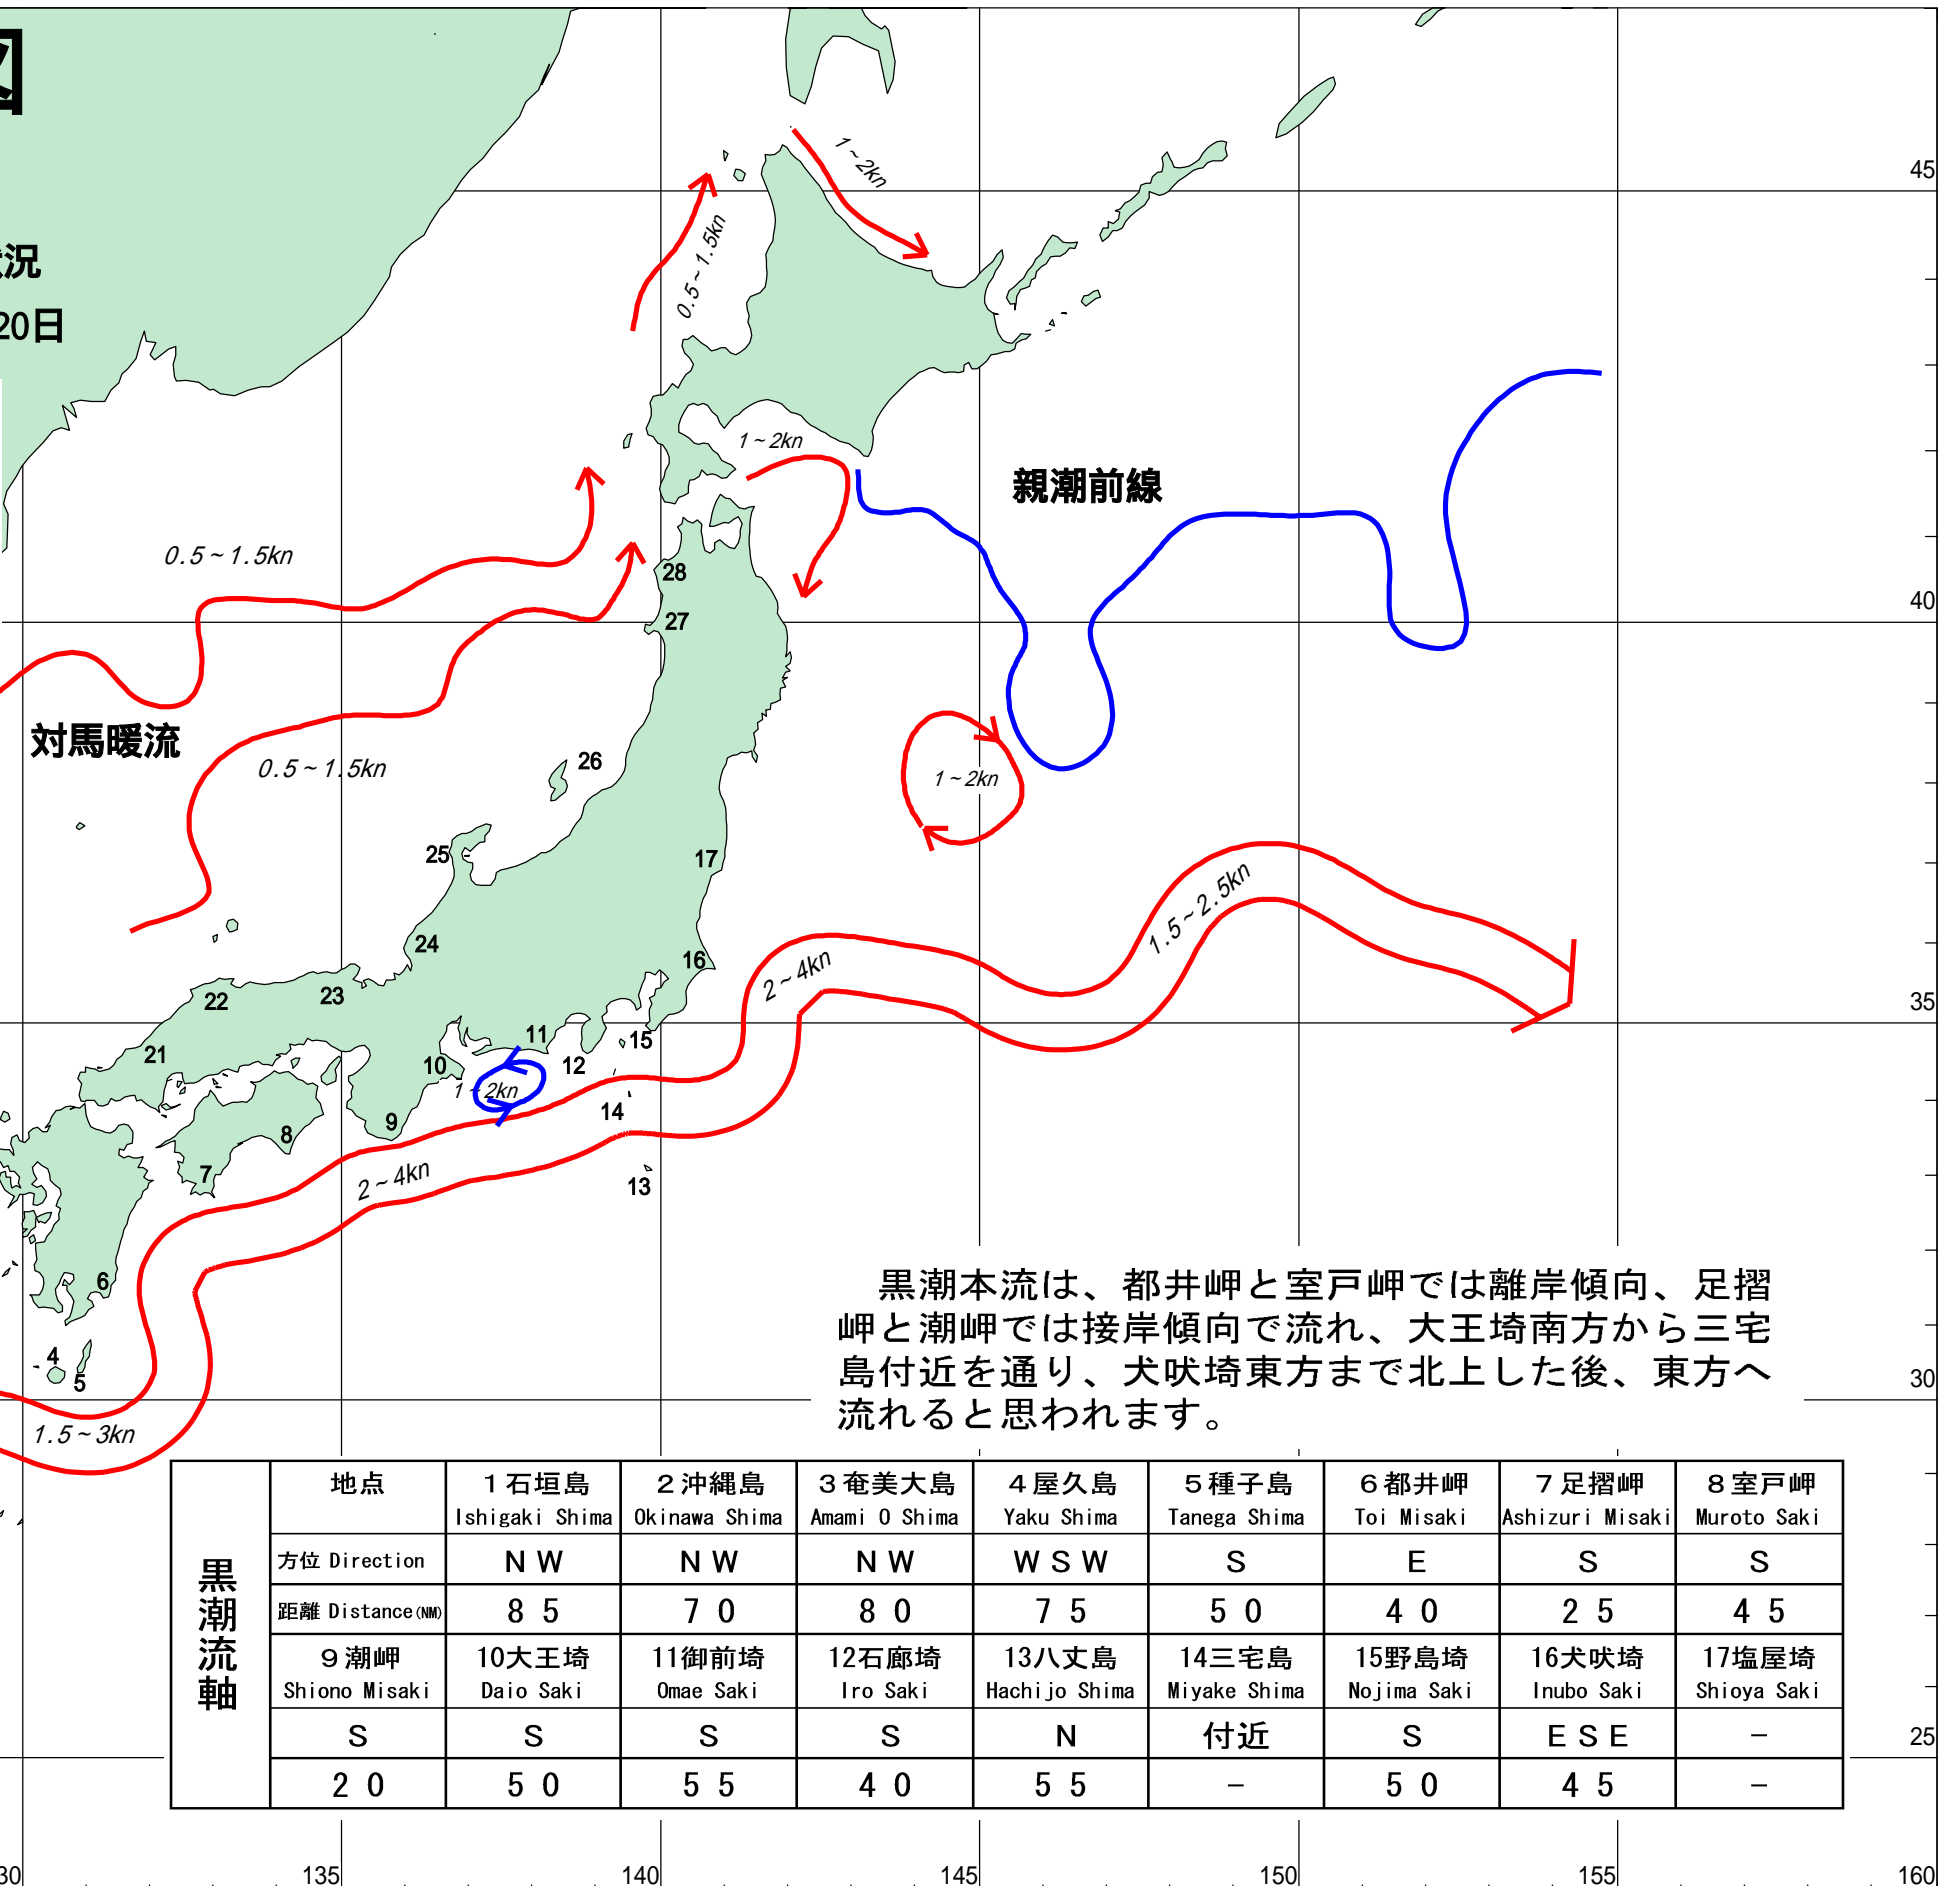 図
況
20日
1~2kn
45
0.5~1.5kn
1~2kn
親潮前線
0.5~1.5kn
28
40
27
対馬暖流
0.5~1.5kn
26
1~2kn
25
17
1.5~2.5kn
24
16
2~4kn
22
23
35
21
11
15
10
12
1~2kn
14
9
8
7
2~4kn
13
6
4
5
30
1.5~3kn
黒潮本流は、都井岬と室戸岬では離岸傾向、足摺
岬と潮岬では接岸傾向で流れ、大王埼南方から三宅
島付近を通り、犬吠埼東方まで北上した後、東方へ
流れると思われます。
黒潮流軸
地点 1石垣島 2沖縄島 3奄美大島 4屋久島 5種子島 6都井岬 7足摺岬 8室戸岬
Ishigaki Shima Okinawa Shima Amami O Shima Yaku Shima Tanega Shima Toi Misaki Ashizuri Misaki Muroto Saki
方位 Direction NW NW NW WSW S E S S
距離 Distance(NM) 85 70 80 75 50 40 25 45
9潮岬 10大王埼 11御前埼 12石廊埼 13八丈島 14三宅島 15野島埼 16犬吠埼 17塩屋埼
Shiono Misaki Daio Saki Omae Saki Iro Saki Hachijo Shima Miyake Shima Nojima Saki Inubo Saki Shioya Saki
S S S S N 付近 S ESE －
20 50 55 40 55 － 50 45 －
25
30 135 140 145 150 155 160